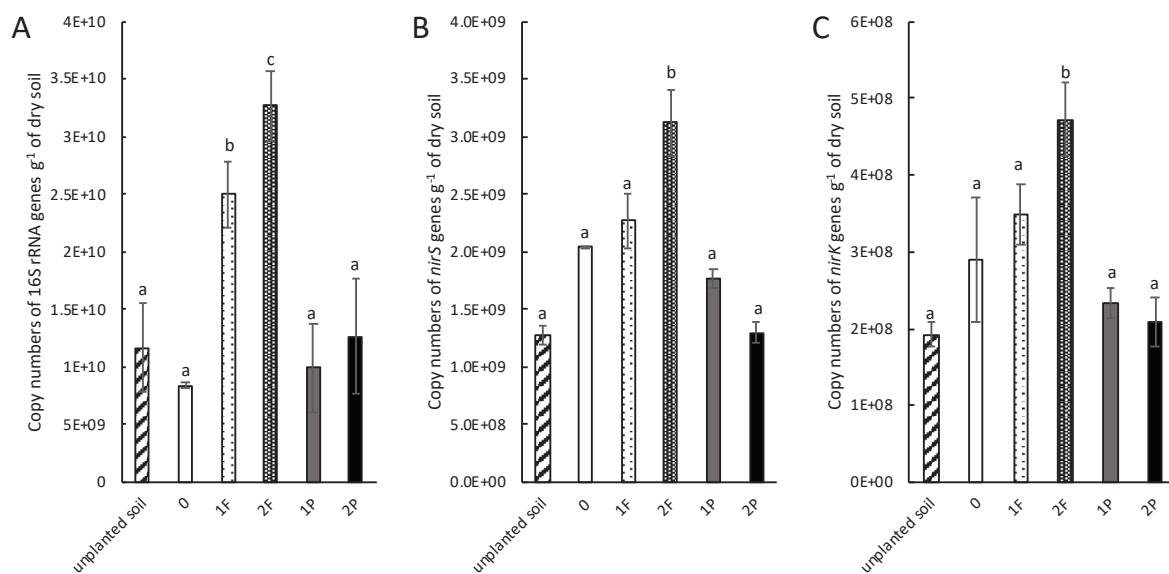 A
Copy numbers of 16S rRNA genes g⁻¹ of dry soil
4E+10
3.5E+10
3E+10
2.5E+10
2E+10
1.5E+10
1E+10
5E+09
0
a
a
b
c
a
a
unplanted soil
0
1F
2F
1P
2P
B
Copy numbers of nirS genes g⁻¹ of dry soil
4.0E+09
3.5E+09
3.0E+09
2.5E+09
2.0E+09
1.5E+09
1.0E+09
5.0E+08
0.0E+00
a
a
a
b
a
a
unplanted soil
0
1F
2F
1P
2P
C
Copy numbers of nirK genes g⁻¹ of dry soil
6E+08
5E+08
4E+08
3E+08
2E+08
1E+08
0E+00
a
a
a
b
a
a
unplanted soil
0
1F
2F
1P
2P